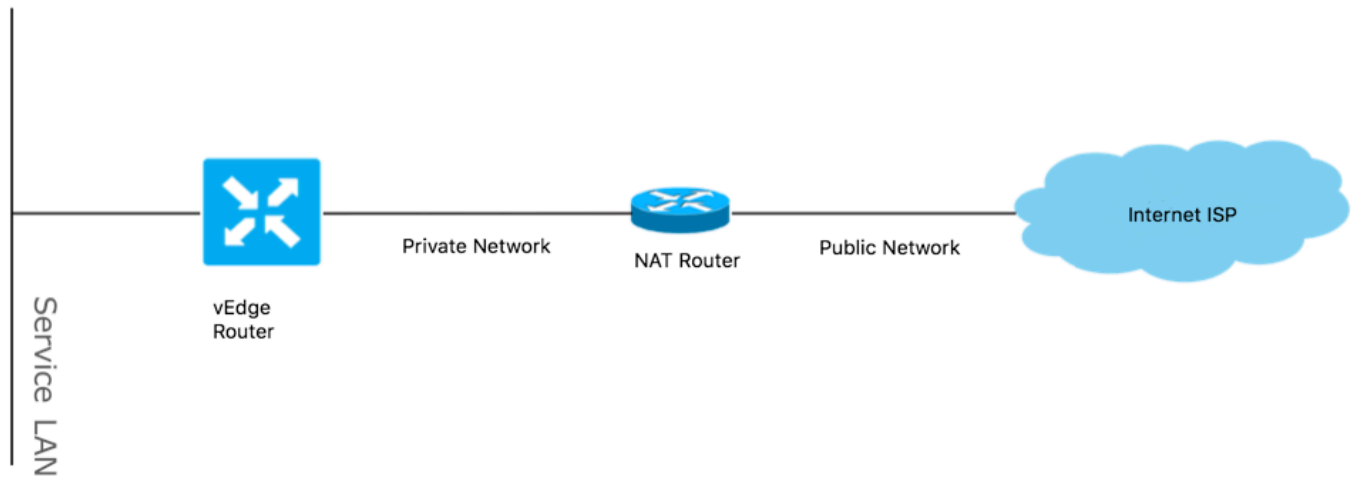 Service LAN
vEdge
Router
Private Network
NAT Router
Public Network
Internet ISP